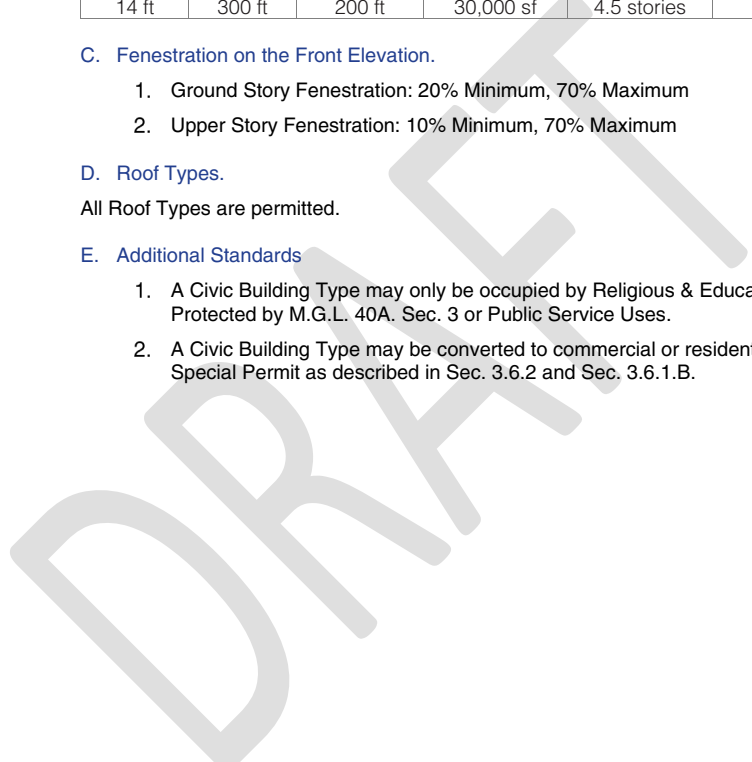 14 ft 300 ft 200 ft 30,000 sf 4.5 stories
C. Fenestration on the Front Elevation.
1. Ground Story Fenestration: 20% Minimum, 70% Maximum
2. Upper Story Fenestration: 10% Minimum, 70% Maximum
D. Roof Types.
All Roof Types are permitted.
E. Additional Standards
1. A Civic Building Type may only be occupied by Religious & Educa
Protected by M.G.L. 40A. Sec. 3 or Public Service Uses.
2. A Civic Building Type may be converted to commercial or resident
Special Permit as described in Sec. 3.6.2 and Sec. 3.6.1.B.
DRAFT